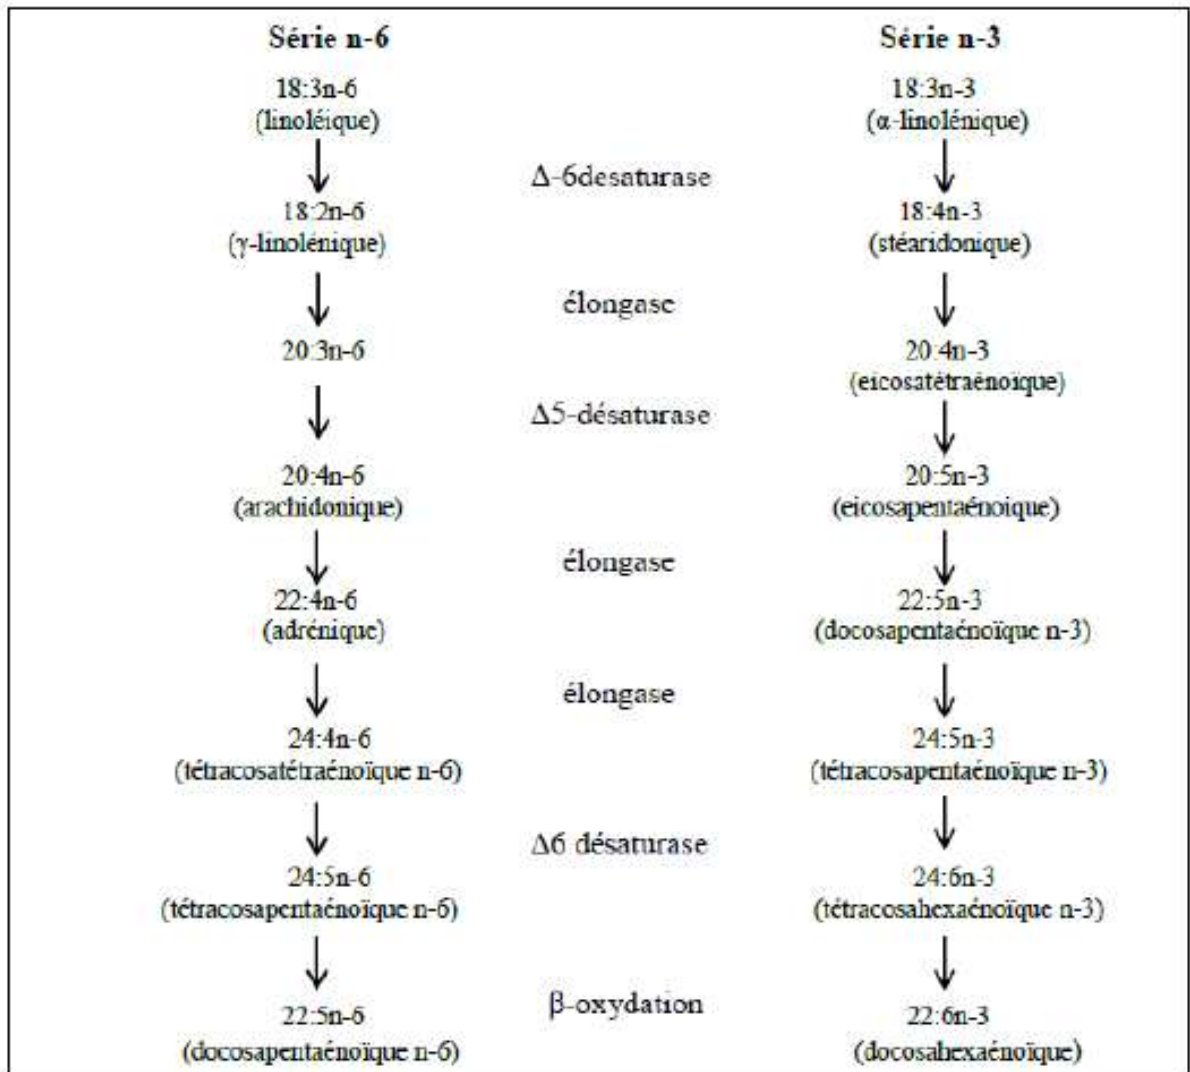 Série n-6
Série n-3
18:3n-6
(linoléique)
18:3n-3
(α-linolénique)
Δ-6desaturase
18:2n-6
(γ-linolénique)
18:4n-3
(stéaridonique)
élongase
20:3n-6
20:4n-3
(eicosatétraénoïque)
Δ5-désaturase
20:4n-6
(arachidonique)
20:5n-3
(eicosapentaénoique)
élongase
22:4n-6
(adrénique)
22:5n-3
(docosapentaénoïque n-3)
élongase
24:4n-6
(tétracosatétraénoïque n-6)
24:5n-3
(tétracosapentaénoïque n-3)
Δ6 désaturase
24:5n-6
(tétracosapentaénoïque n-6)
24:6n-3
(tétracosahexaénoïque n-3)
β-oxydation
22:5n-6
(docosapentaénoïque n-6)
22:6n-3
(docosahexaénoïque)